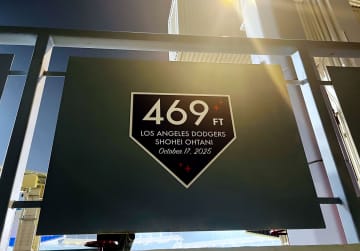 469 FT
LOS ANGELES DODGERS
SHOHEI OHTANI
October 17, 2025